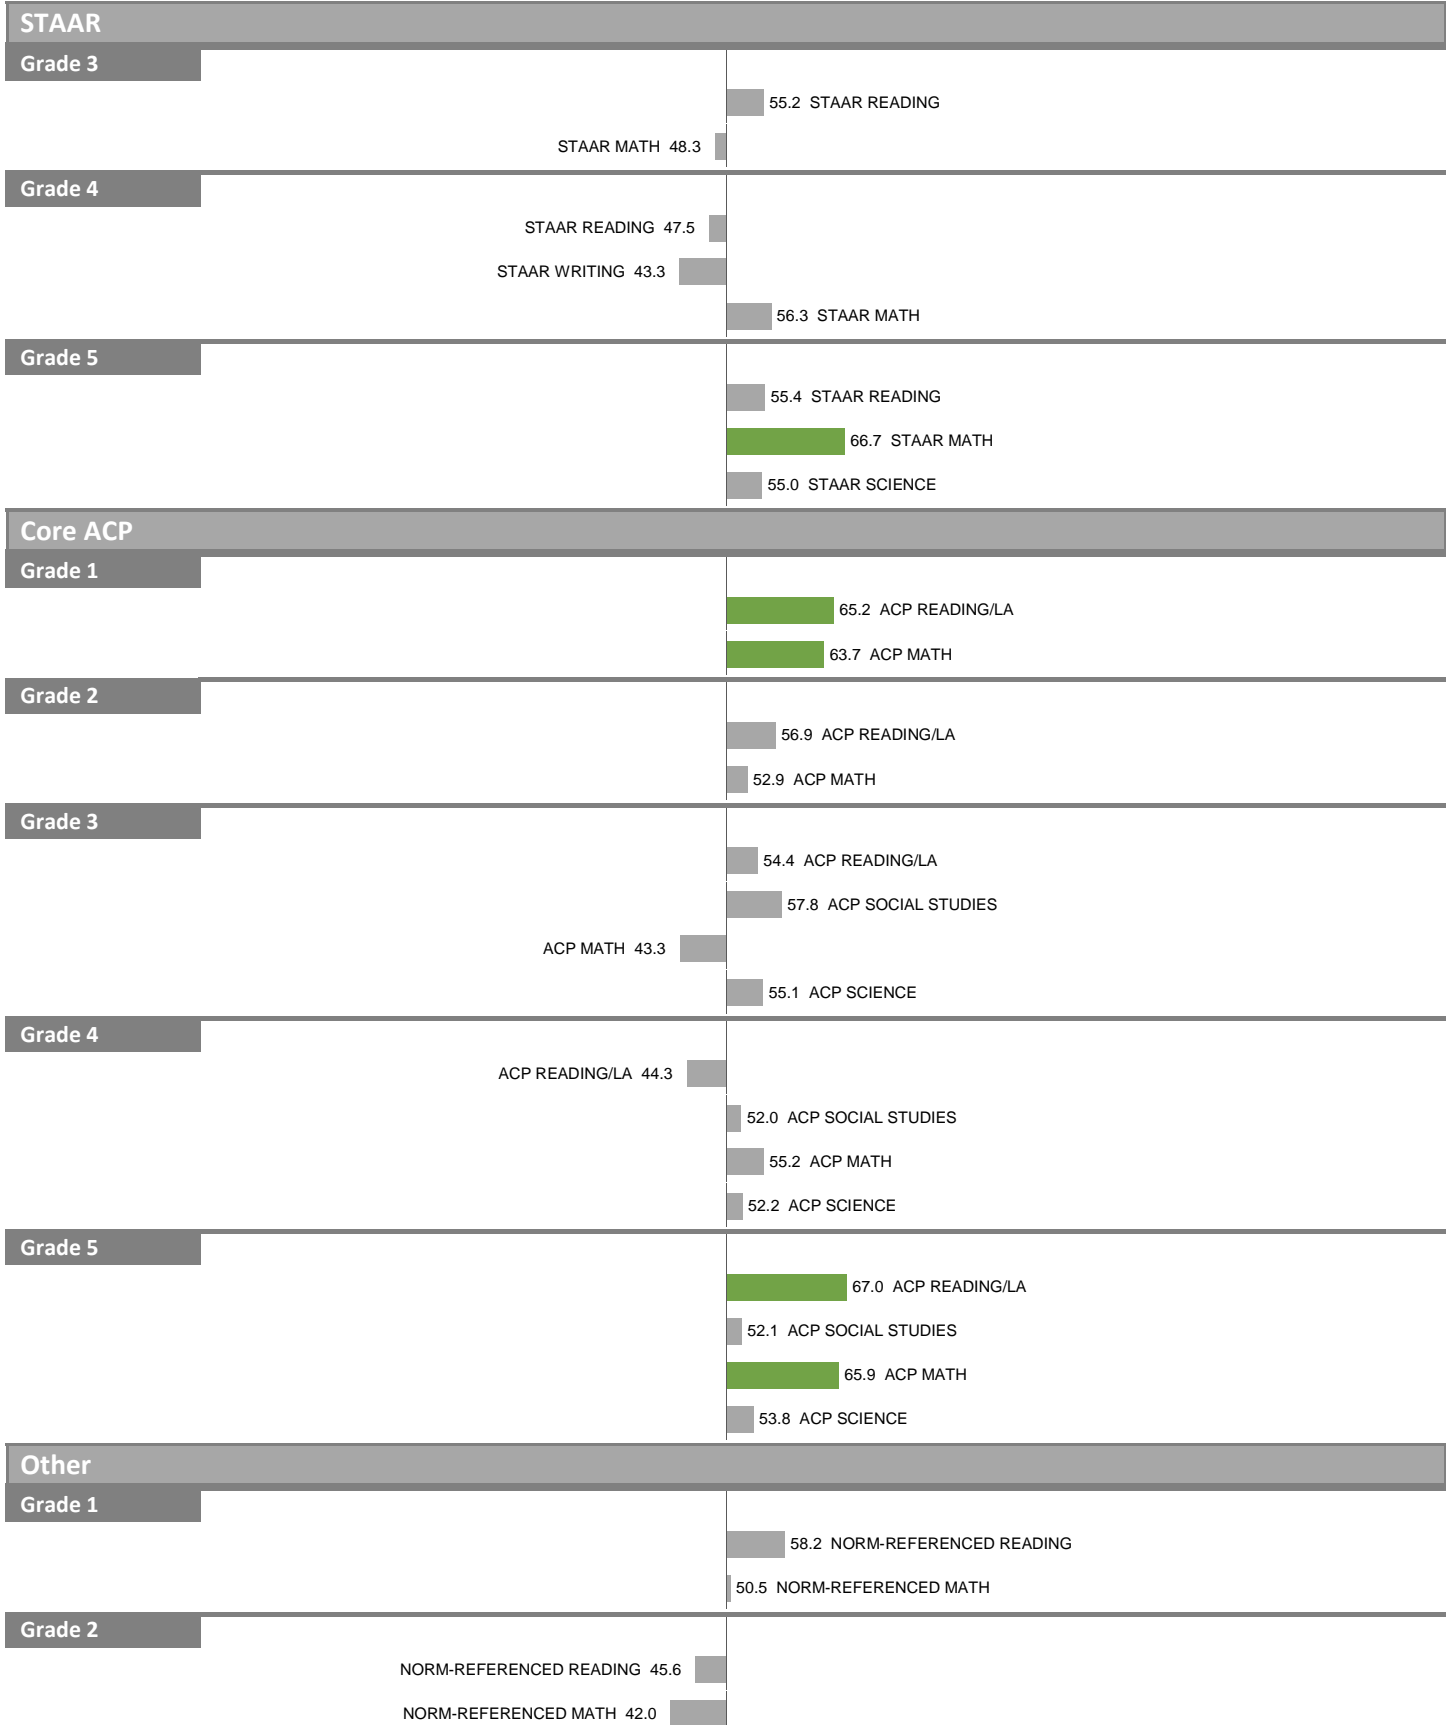 STAAR
Grade 3
55.2 STAAR READING
STAAR MATH 48.3
Grade 4
STAAR READING 47.5
STAAR WRITING 43.3
56.3 STAAR MATH
Grade 5
55.4 STAAR READING
66.7 STAAR MATH
55.0 STAAR SCIENCE
Core ACP
Grade 1
65.2 ACP READING/LA
63.7 ACP MATH
Grade 2
56.9 ACP READING/LA
52.9 ACP MATH
Grade 3
54.4 ACP READING/LA
57.8 ACP SOCIAL STUDIES
ACP MATH 43.3
55.1 ACP SCIENCE
Grade 4
ACP READING/LA 44.3
52.0 ACP SOCIAL STUDIES
55.2 ACP MATH
52.2 ACP SCIENCE
Grade 5
67.0 ACP READING/LA
52.1 ACP SOCIAL STUDIES
65.9 ACP MATH
53.8 ACP SCIENCE
Other
Grade 1
58.2 NORM-REFERENCED READING
50.5 NORM-REFERENCED MATH
Grade 2
NORM-REFERENCED READING 45.6
NORM-REFERENCED MATH 42.0